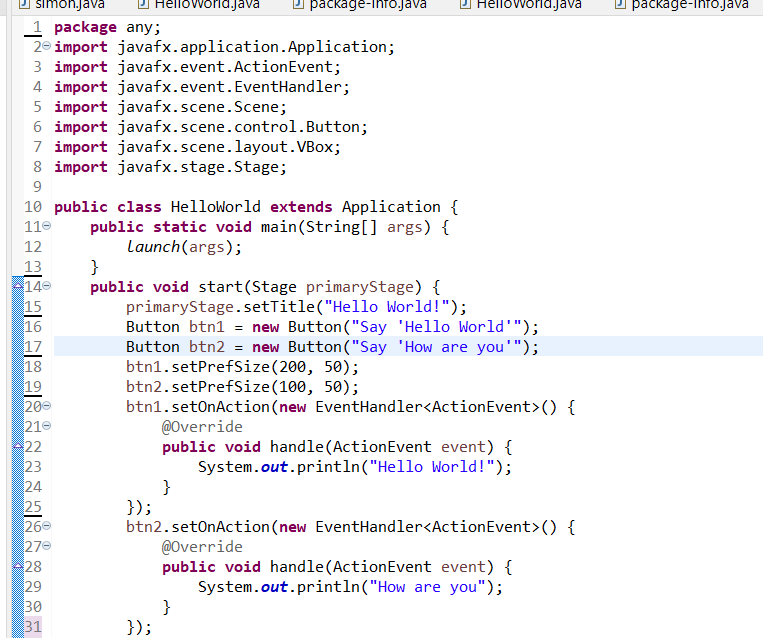 simon.java HelloWorld.java package-info.java HelloWorld.java package-info.java
1 package any;
2 import javafx.application.Application;
3 import javafx.event.ActionEvent;
4 import javafx.event.EventHandler;
5 import javafx.scene.Scene;
6 import javafx.scene.control.Button;
7 import javafx.scene.layout.VBox;
8 import javafx.stage.Stage;
9
10 public class HelloWorld extends Application {
11     public static void main(String[] args) {
12         launch(args);
13     }
14     public void start(Stage primaryStage) {
15         primaryStage.setTitle("Hello World!");
16         Button btn1 = new Button("Say 'Hello World'");
17         Button btn2 = new Button("Say 'How are you'");
18         btn1.setPrefSize(200, 50);
19         btn2.setPrefSize(100, 50);
20         btn1.setOnAction(new EventHandler<ActionEvent>() {
21             @Override
22             public void handle(ActionEvent event) {
23                 System.out.println("Hello World!");
24             }
25         });
26         btn2.setOnAction(new EventHandler<ActionEvent>() {
27             @Override
28             public void handle(ActionEvent event) {
29                 System.out.println("How are you");
30             }
31         });